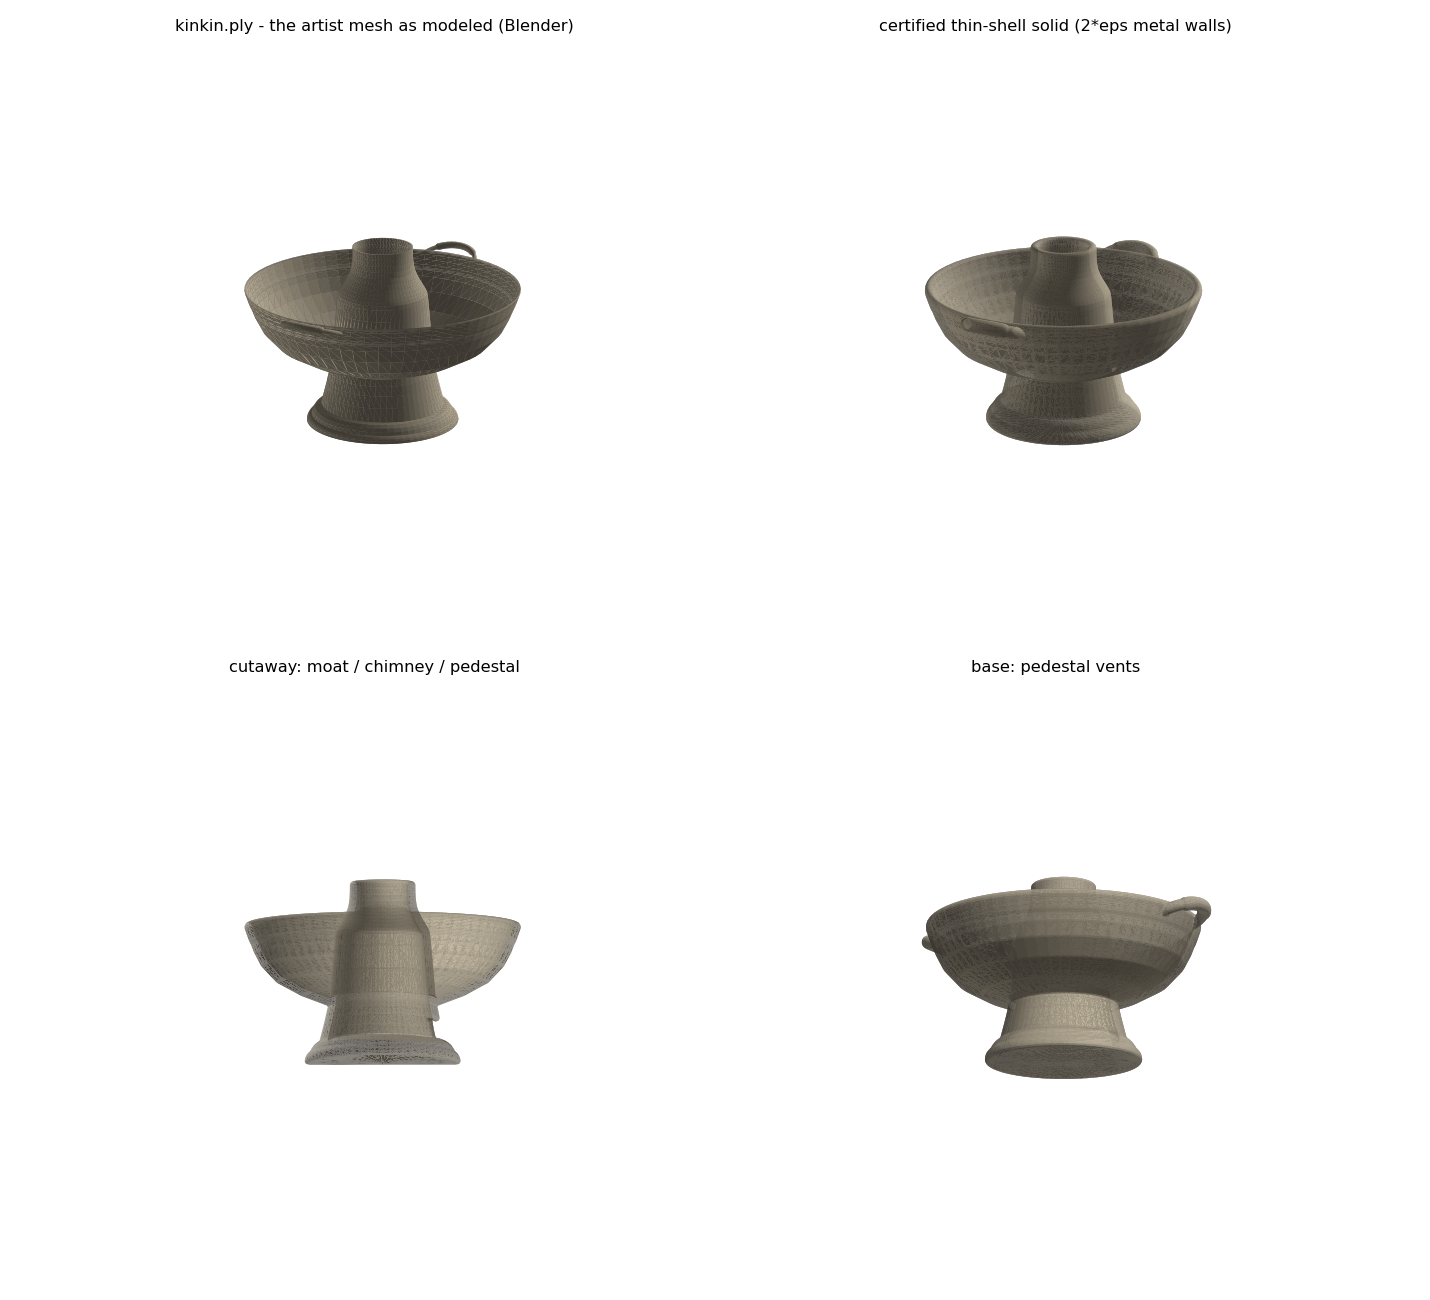 kinkin.ply - the artist mesh as modeled (Blender)
certified thin-shell solid (2*eps metal walls)
cutaway: moat / chimney / pedestal
base: pedestal vents